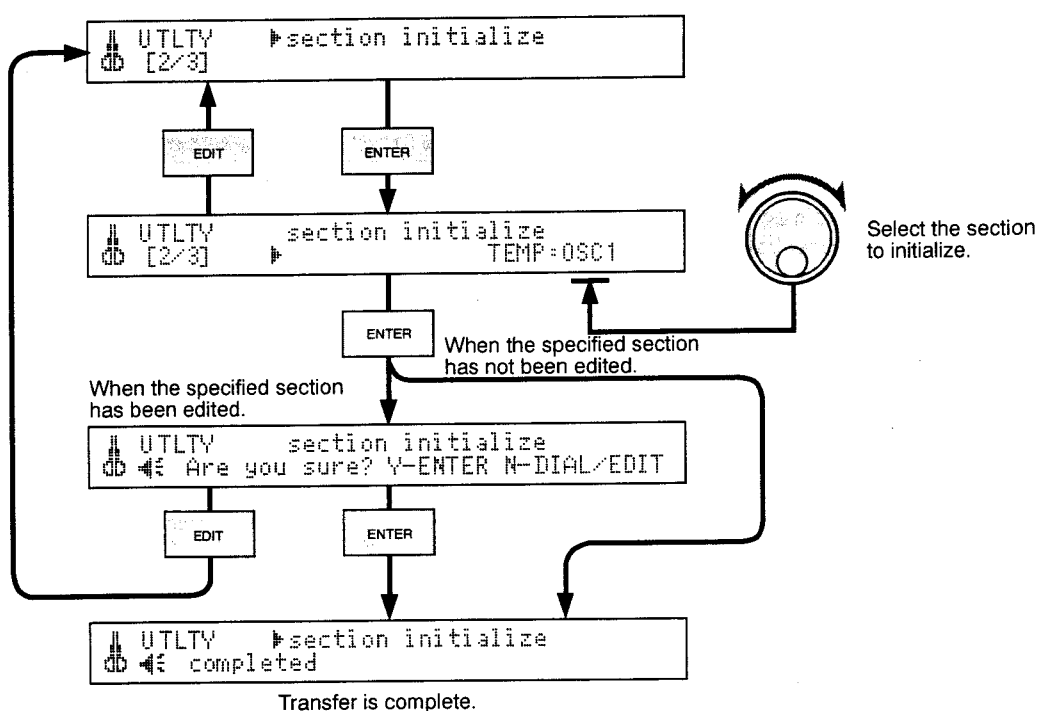 UTLTY section initialize
[2/3]
EDIT
ENTER
UTLTY section initialize
[2/3] TEMP=OSC1
Select the section
to initialize.
ENTER
When the specified section
has not been edited.
When the specified section
has been edited.
UTLTY section initialize
Are you sure? Y-ENTER N-DIAL/EDIT
EDIT
ENTER
UTLTY section initialize
completed
Transfer is complete.